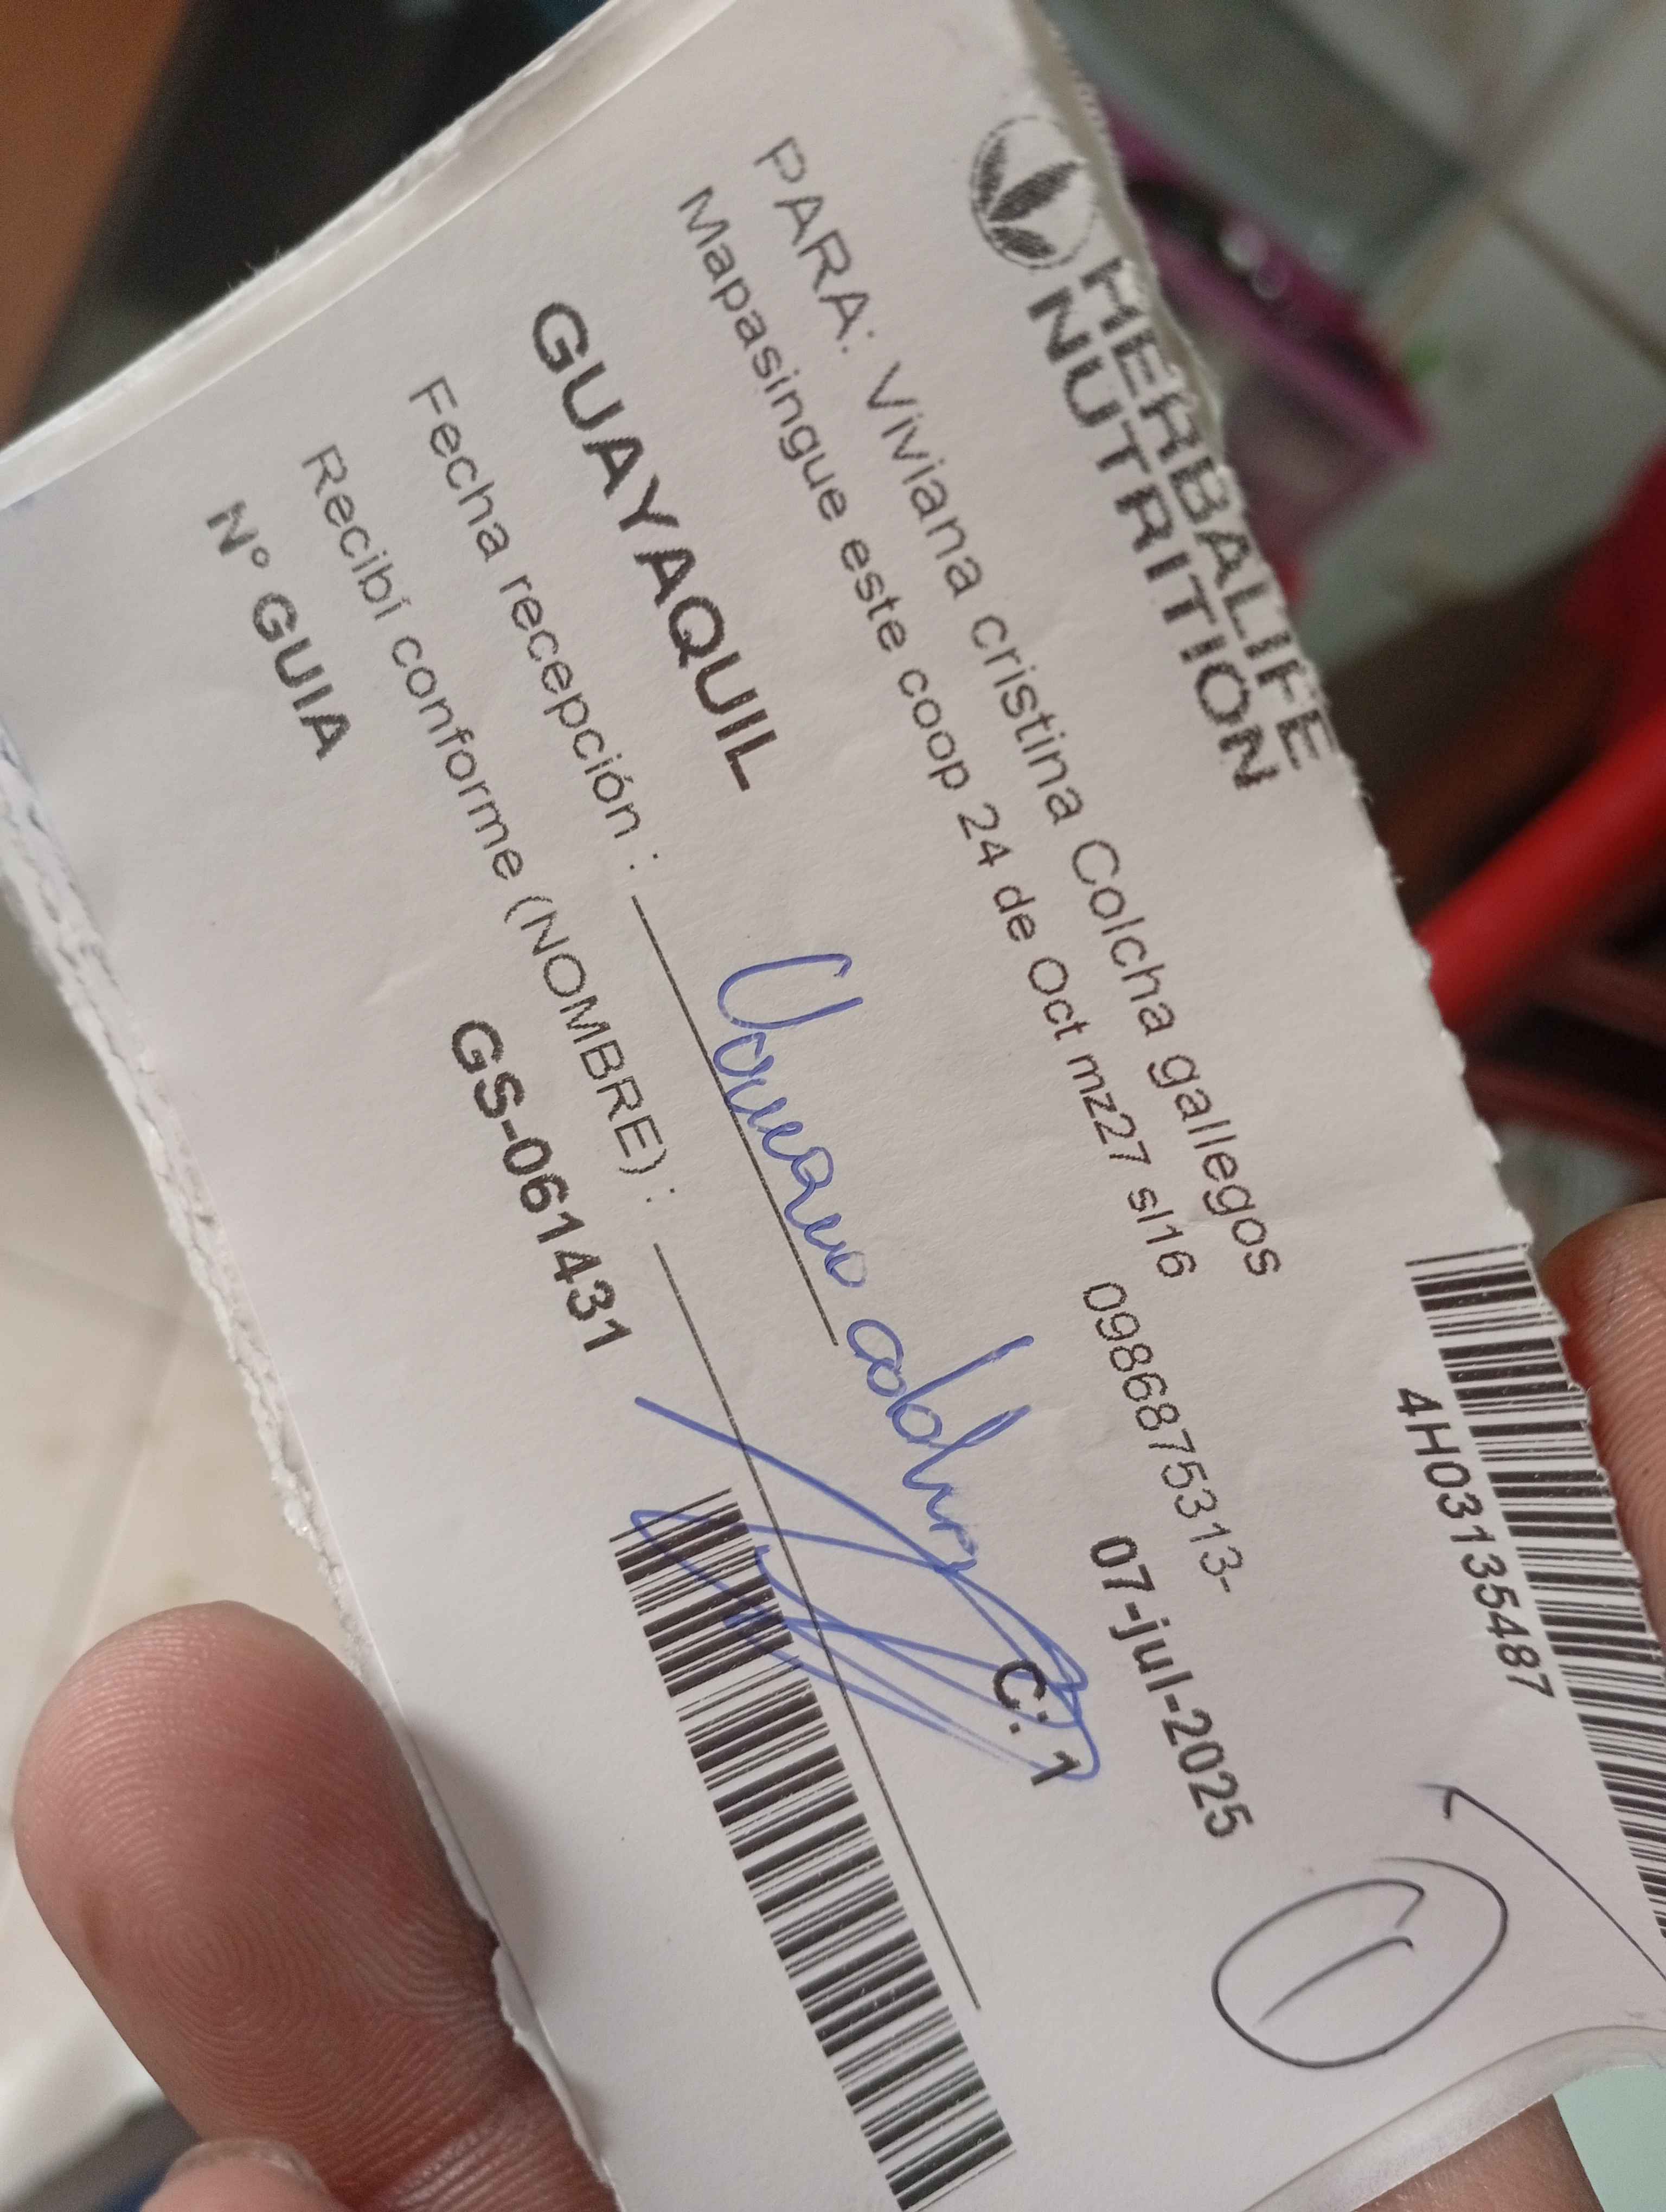 HERBALIFE
NUTRITION
4H03135487
PARA: Viviana cristina Colcha gallegos
Mapasingue este coop 24 de Oct mz27 sl16 0986875313-
07-jul-2025
GUAYAQUIL
C: 1
Fecha recepción :
Recibí conforme (NOMBRE) :
N° GUIA GS-061431
1